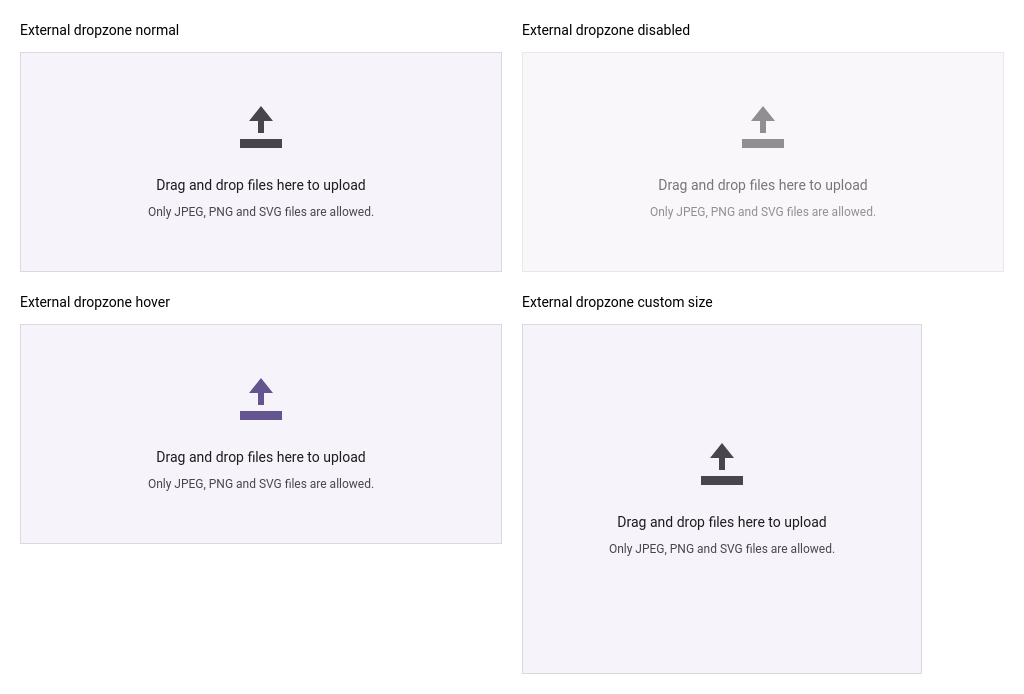 External dropzone normal
Drag and drop files here to upload
Only JPEG, PNG and SVG files are allowed.
External dropzone disabled
Drag and drop files here to upload
Only JPEG, PNG and SVG files are allowed.
External dropzone hover
Drag and drop files here to upload
Only JPEG, PNG and SVG files are allowed.
External dropzone custom size
Drag and drop files here to upload
Only JPEG, PNG and SVG files are allowed.